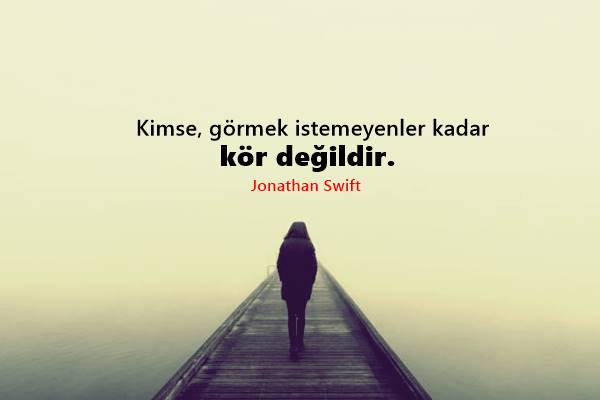 Kimse, görmek istemeyenler kadar
kör değildir.
Jonathan Swift